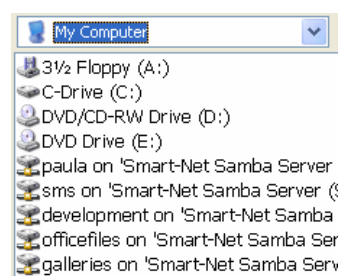 My Computer
3½ Floppy (A:)
C-Drive (C:)
DVD/CD-RW Drive (D:)
DVD Drive (E:)
paula on 'Smart-Net Samba Server
sms on 'Smart-Net Samba Server (
development on 'Smart-Net Samba
officefiles on 'Smart-Net Samba
galleries on 'Smart-Net Samba